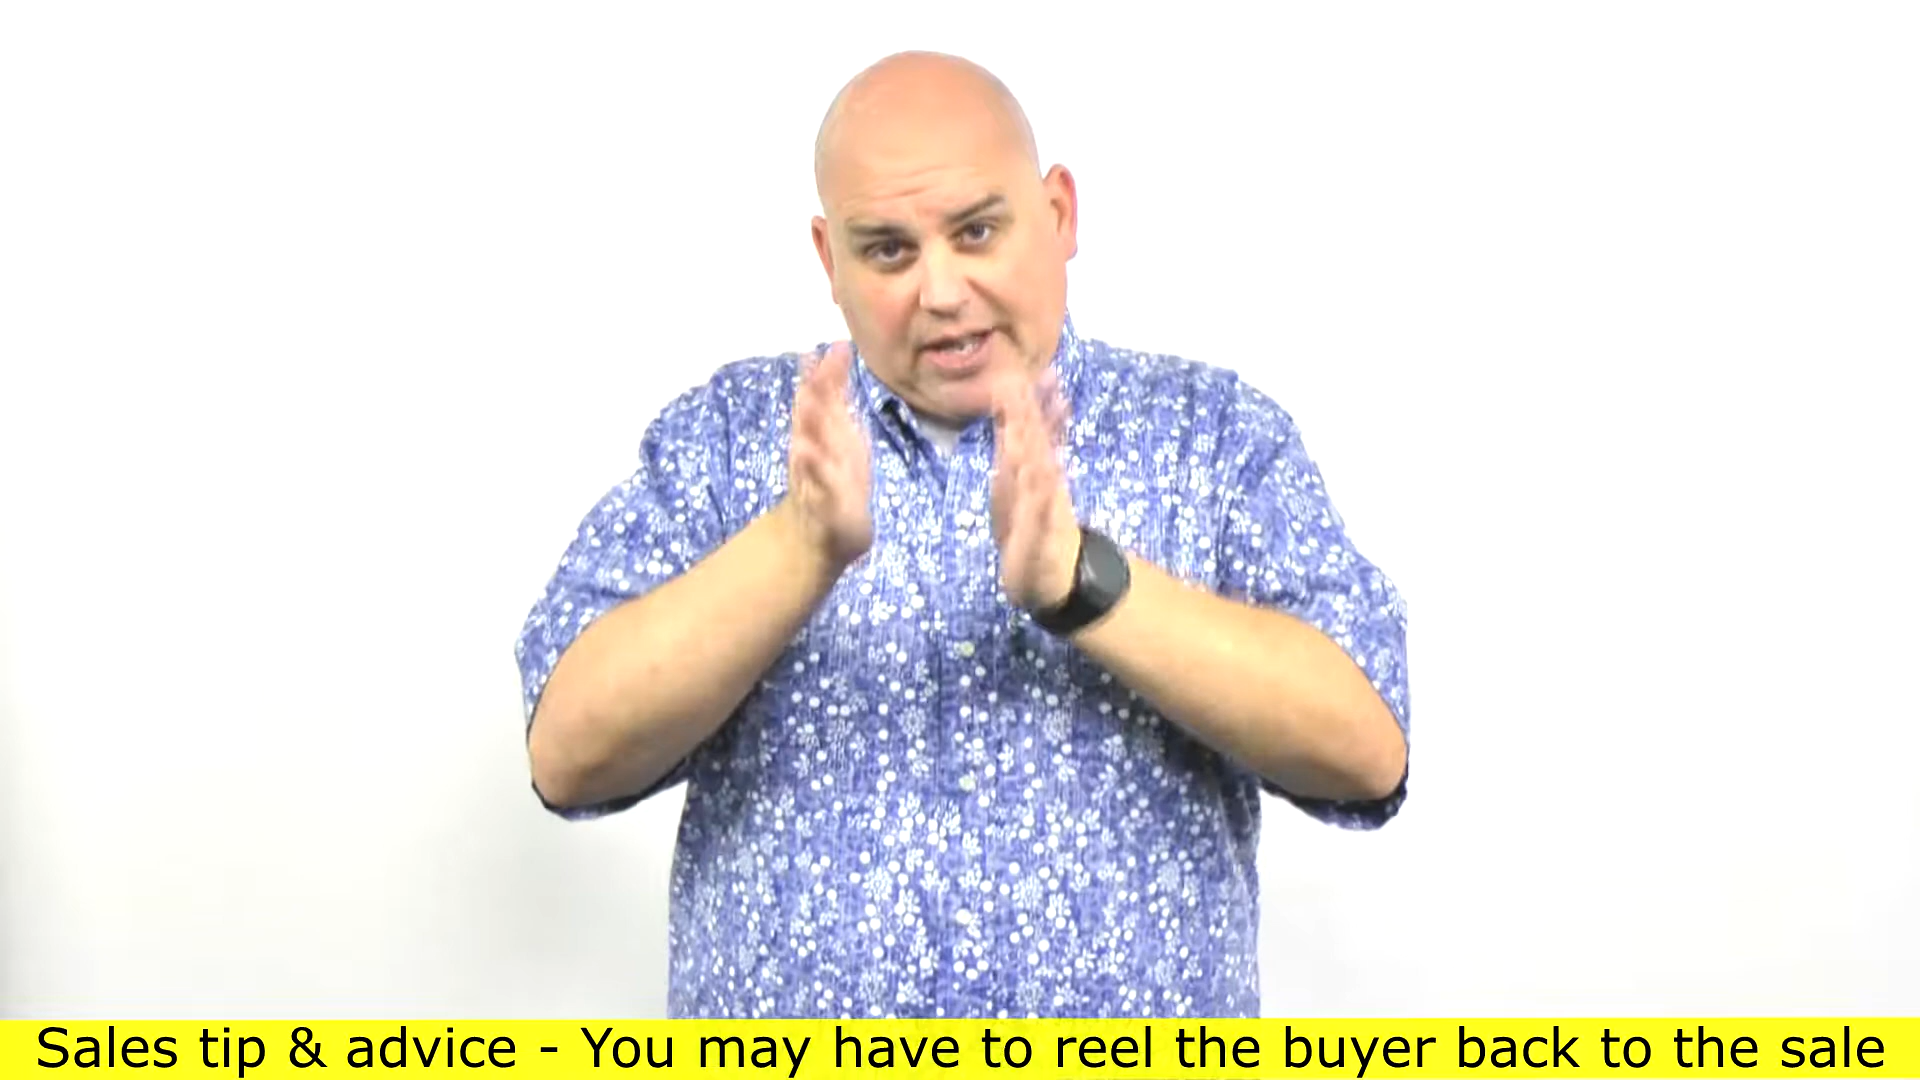 Sales tip & advice - You may have to reel the buyer back to the sale